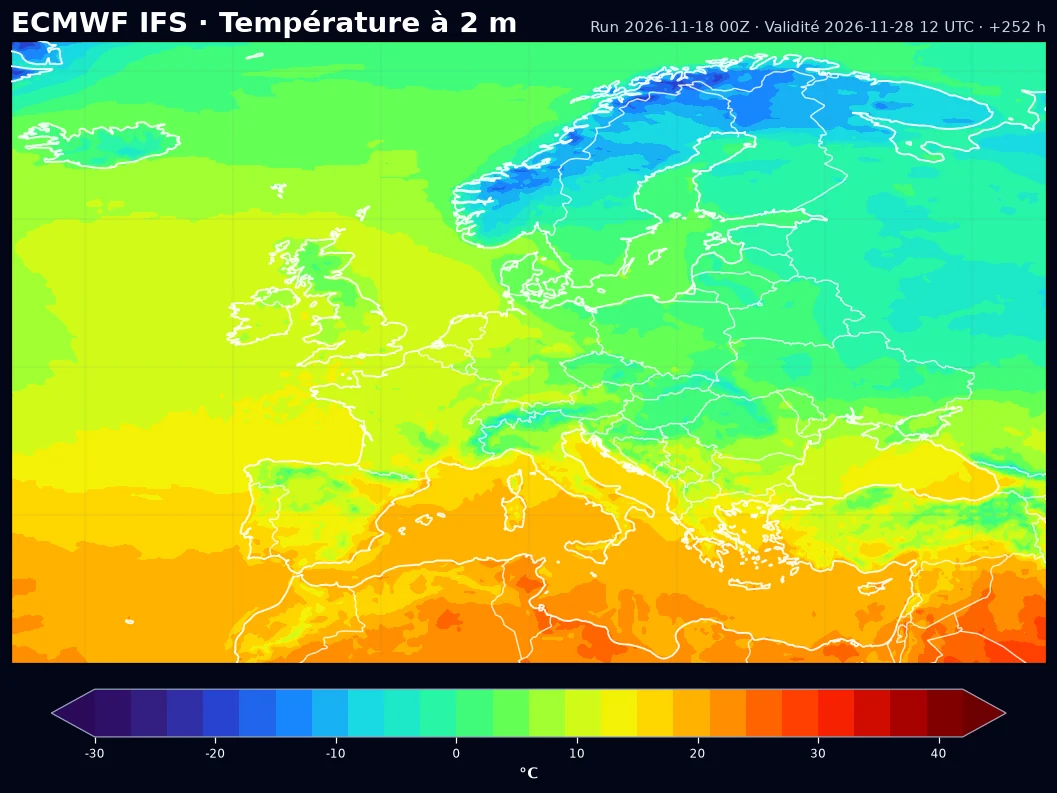 ECMWF IFS · Température à 2 m
Run 2026-11-18 00Z · Validité 2026-11-28 12 UTC · +252 h
-30 -20 -10 0 10 20 30 40
°C